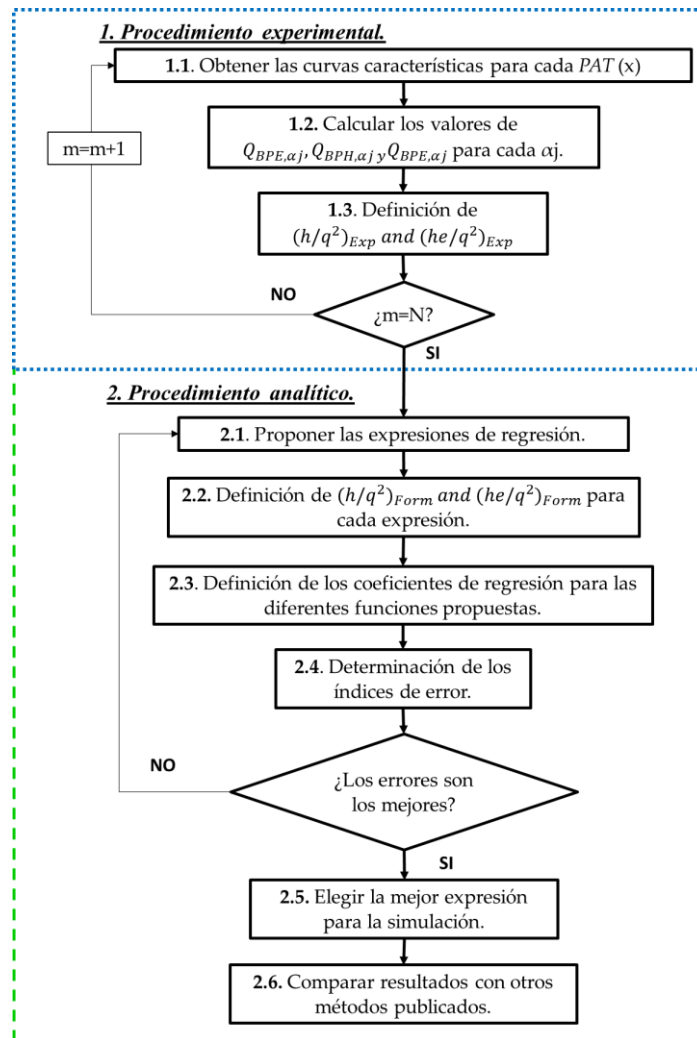 1. Procedimiento experimental.
1.1. Obtener las curvas características para cada PAT (x)
m=m+1
1.2. Calcular los valores de
Q_{BPE,αj}, Q_{BPH,αj} y Q_{BPE,αj} para cada αj.
1.3. Definición de
(h/q²)_{Exp} and (he/q²)_{Exp}
NO
¿m=N?
SI
2. Procedimiento analítico.
2.1. Proponer las expresiones de regresión.
2.2. Definición de (h/q²)_{Form} and (he/q²)_{Form} para
cada expresión.
2.3. Definición de los coeficientes de regresión para las
diferentes funciones propuestas.
2.4. Determinación de los
índices de error.
NO
¿Los errores son
los mejores?
SI
2.5. Elegir la mejor expresión
para la simulación.
2.6. Comparar resultados con otros
métodos publicados.